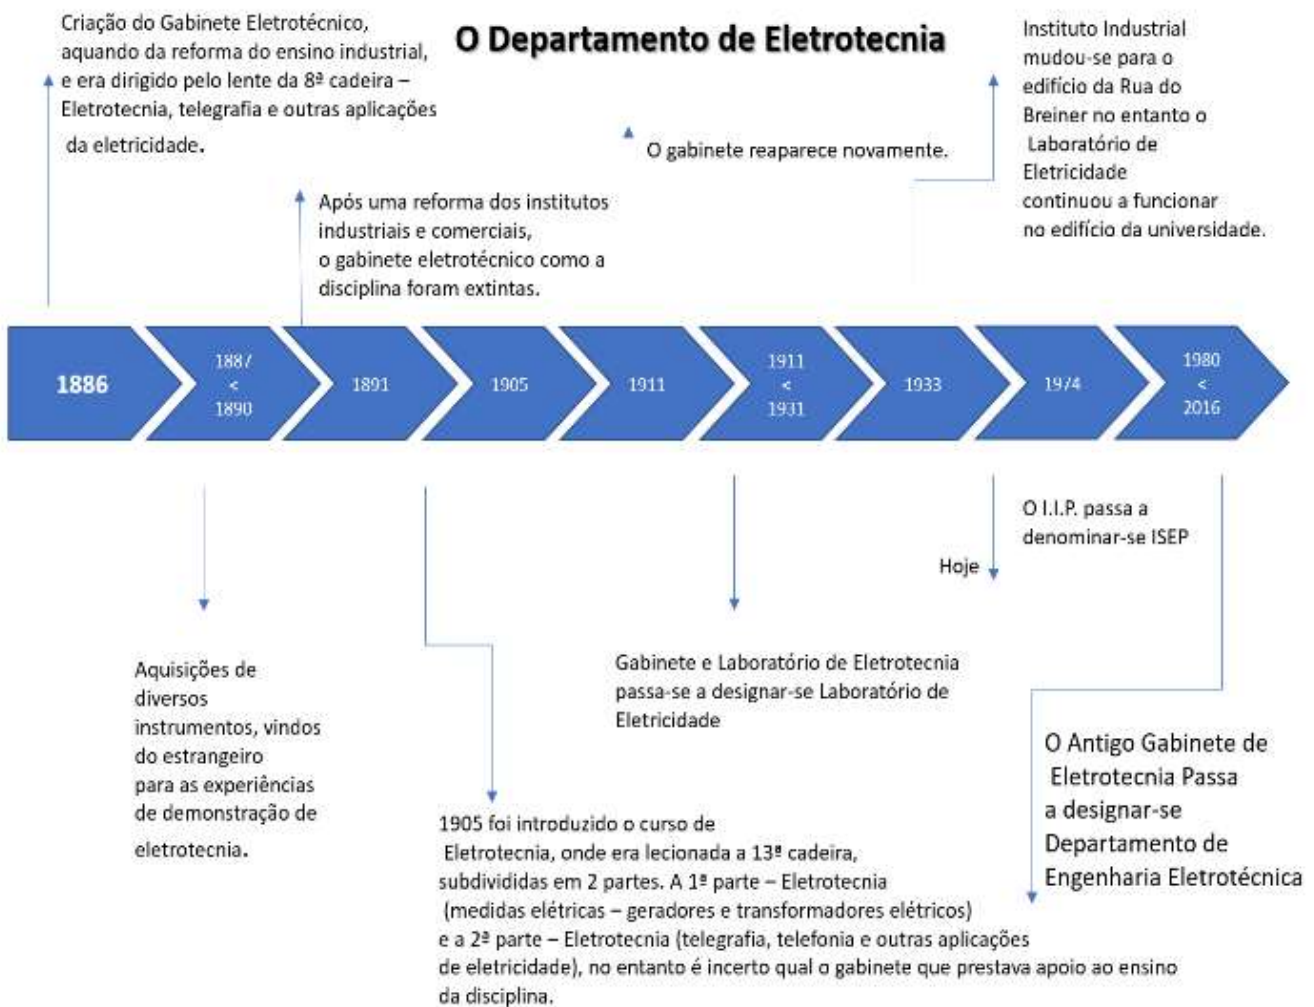 O Departamento de Eletrotecnia
Criação do Gabinete Eletrotécnico,
aquando da reforma do ensino industrial,
e era dirigido pelo lente da 8ª cadeira –
Eletrotecnia, telegrafia e outras aplicações
da eletricidade.
Após uma reforma dos institutos
industriais e comerciais,
o gabinete eletrotécnico como a
disciplina foram extintas.
O gabinete reaparece novamente.
Instituto Industrial
mudou-se para o
edifício da Rua do
Breiner no entanto o
Laboratório de
Eletricidade
continuou a funcionar
no edifício da universidade.
1886
1887
<
1890
1891
1905
1911
1911
<
1931
1933
1974
1980
<
2016
Aquisições de
diversos
instrumentos, vindos
do estrangeiro
para as experiências
de demonstração de
eletrotecnia.
1905 foi introduzido o curso de
Eletrotecnia, onde era lecionada a 13ª cadeira,
subdivididas em 2 partes. A 1ª parte – Eletrotecnia
(medidas elétricas – geradores e transformadores elétricos)
e a 2ª parte – Eletrotecnia (telegrafia, telefonia e outras aplicações
de eletricidade), no entanto é incerto qual o gabinete que prestava apoio ao ensino
da disciplina.
Gabinete e Laboratório de Eletrotecnia
passa-se a designar-se Laboratório de
Eletricidade
Hoje
O I.I.P. passa a
denominar-se ISEP
O Antigo Gabinete de
Eletrotecnia Passa
a designar-se
Departamento de
Engenharia Eletrotécnica